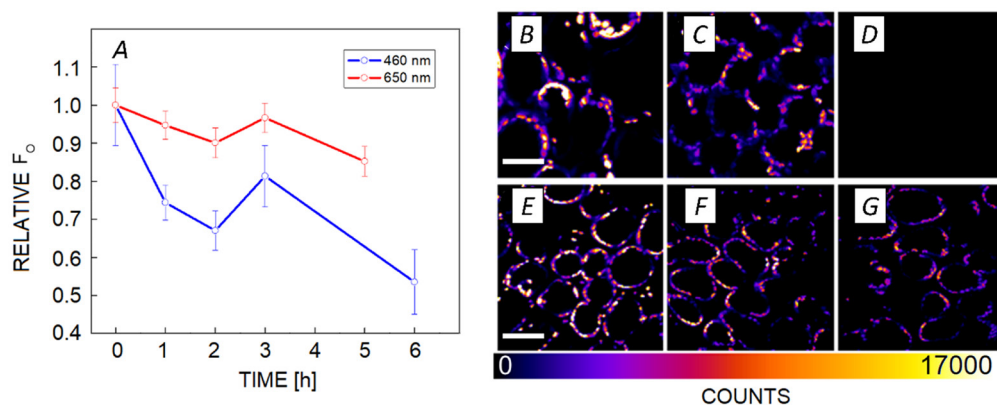 A
460 nm
650 nm
RELATIVE F₀
1.1
1.0
0.9
0.8
0.7
0.6
0.5
0.4
0 1 2 3 4 5 6
TIME [h]
B C D
E F G
0 17000
COUNTS